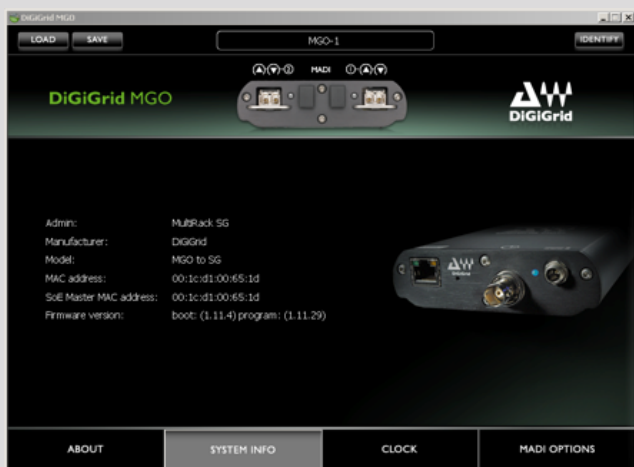 DiGiGrid MGO
LOAD SAVE MGO-1 IDENTIFY
② MADI ①
DiGiGrid MGO
DiGiGrid
Admin: MultiRack SG
Manufacturer: DiGiGrid
Model: MGO to SG
MAC address: 00:1c:d1:00:65:1d
SoE Master MAC address: 00:1c:d1:00:65:1d
Firmware version: boot: (1.11.4) program: (1.11.29)
ABOUT SYSTEM INFO CLOCK MADI OPTIONS